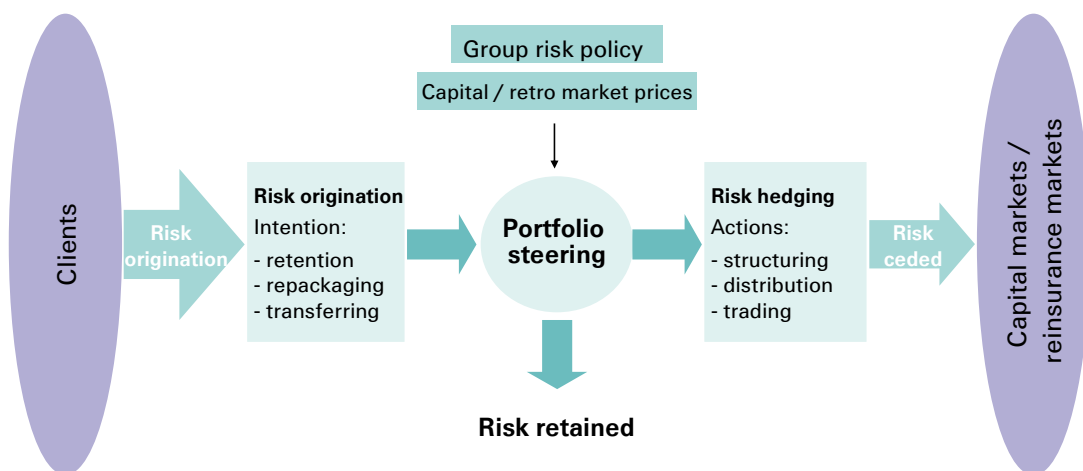 Group risk policy
Capital / retro market prices
Clients
Risk
origination
Risk origination
Intention:
- retention
- repackaging
- transferring
Portfolio
steering
Risk hedging
Actions:
- structuring
- distribution
- trading
Risk
ceded
Capital markets /
reinsurance markets
Risk retained